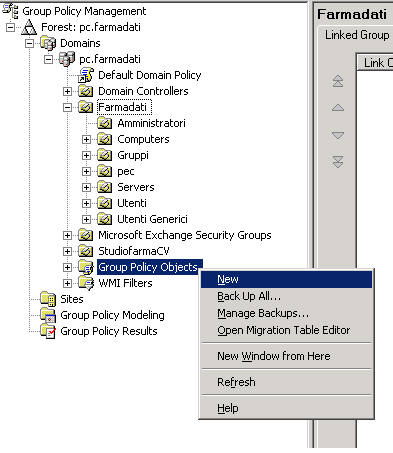 Group Policy Management
Forest: pc.farmadati
Domains
pc.farmadati
Default Domain Policy
Domain Controllers
Farmadati
Amministratori
Computers
Gruppi
pec
Servers
Utenti
Utenti Generici
Microsoft Exchange Security Groups
StudiofarmaCV
Group Policy Objects
WMI Filters
Sites
Group Policy Modeling
Group Policy Results
Farmadati
Linked Group
Link O
New
Back Up All...
Manage Backups...
Open Migration Table Editor
New Window from Here
Refresh
Help